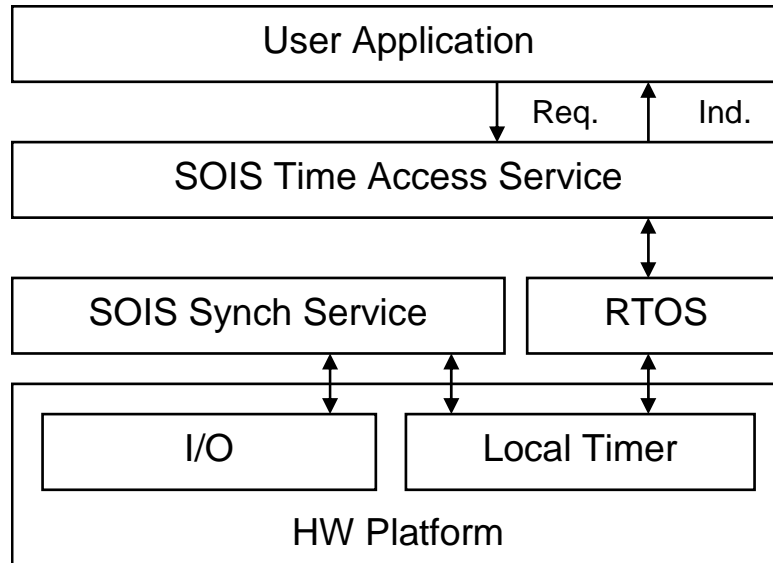 User Application
Req. Ind.
SOIS Time Access Service
SOIS Synch Service RTOS
I/O Local Timer
HW Platform